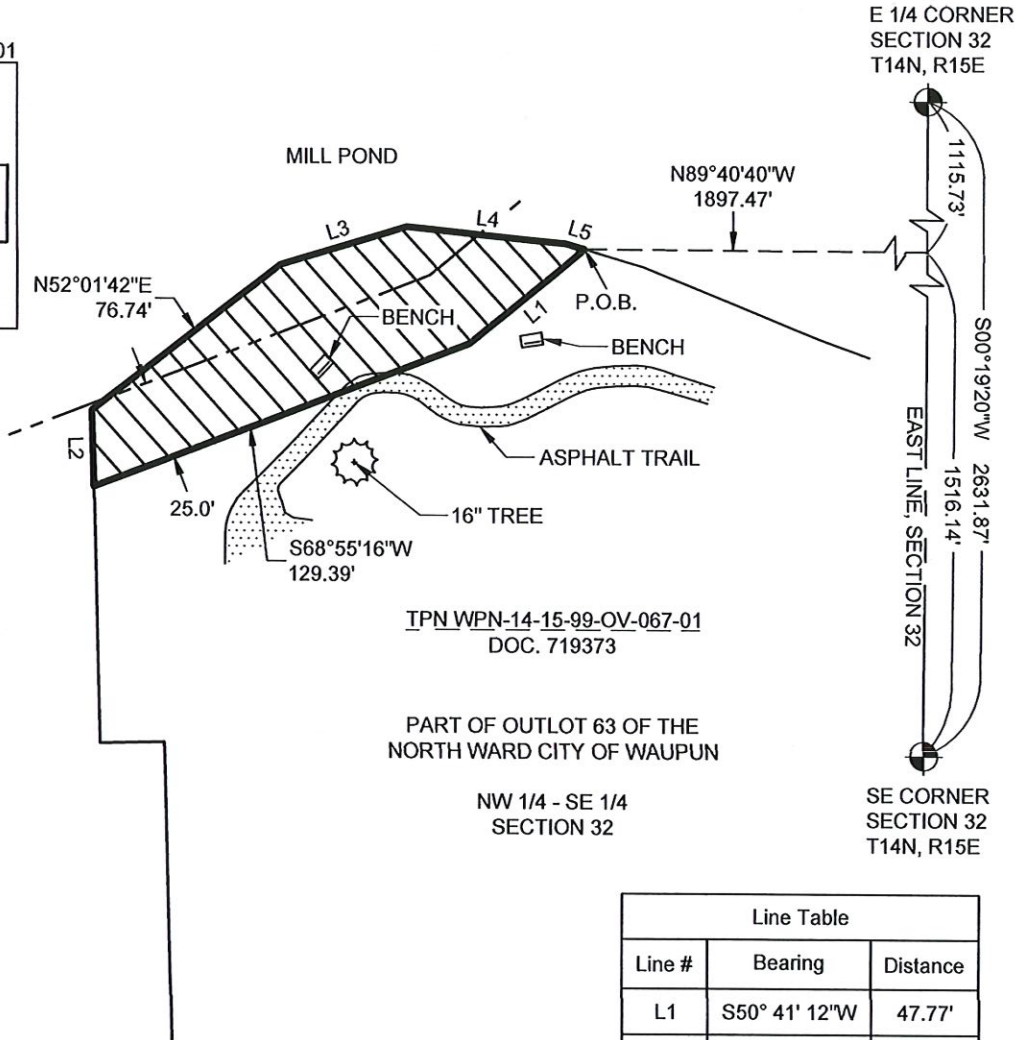 E 1/4 CORNER
SECTION 32
T14N, R15E
01
MILL POND
N89°40'40"W
1897.47'
1115.73'
L3
L4
L5
N52°01'42"E
76.74'
P.O.B.
BENCH
L1
BENCH
S00°19'20"W 2631.87'
EAST LINE, SECTION 32
1516.14'
L2
ASPHALT TRAIL
25.0'
16" TREE
S68°55'16"W
129.39'
TPN WPN-14-15-99-OV-067-01
DOC. 719373
PART OF OUTLOT 63 OF THE
NORTH WARD CITY OF WAUPUN
NW 1/4 - SE 1/4
SECTION 32
SE CORNER
SECTION 32
T14N, R15E
Line Table
Line # Bearing Distance
L1 S50° 41' 12"W 47.77'